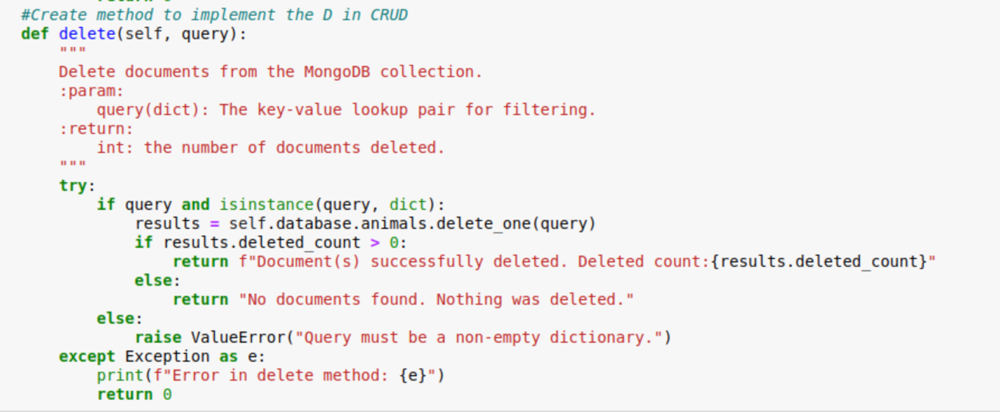 return 0
#Create method to implement the D in CRUD
def delete(self, query):
    """
    Delete documents from the MongoDB collection.
    :param:
        query(dict): The key-value lookup pair for filtering.
    :return:
        int: the number of documents deleted.
    """
    try:
        if query and isinstance(query, dict):
            results = self.database.animals.delete_one(query)
            if results.deleted_count > 0:
                return f"Document(s) successfully deleted. Deleted count:{results.deleted_count}"
            else:
                return "No documents found. Nothing was deleted."
        else:
            raise ValueError("Query must be a non-empty dictionary.")
    except Exception as e:
        print(f"Error in delete method: {e}")
        return 0